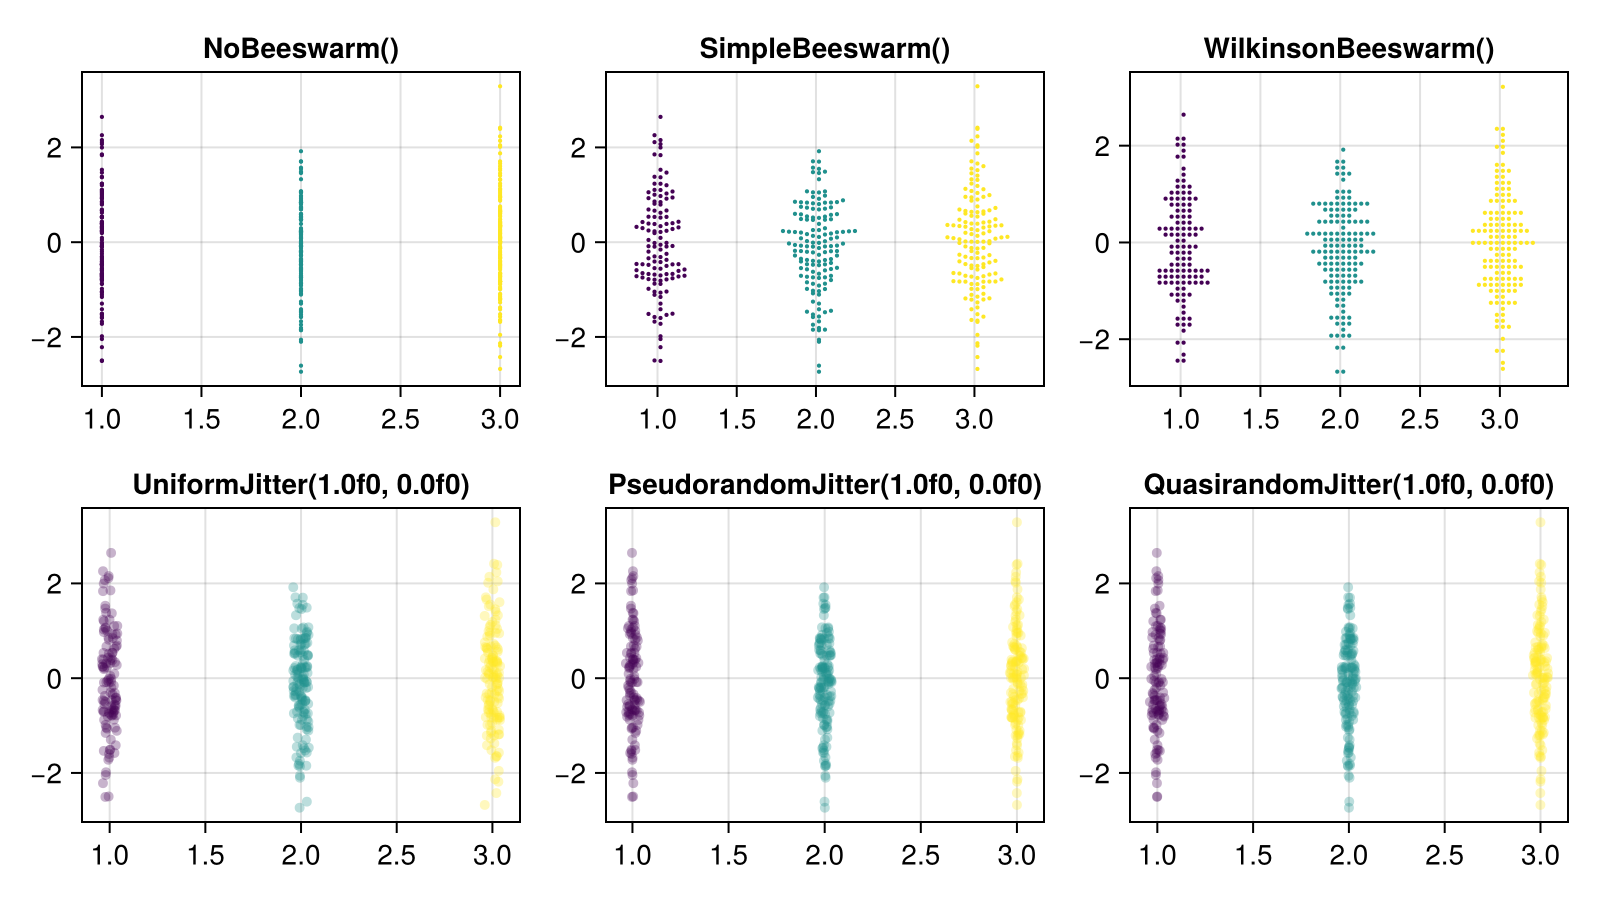 NoBeeswarm()
2
0
−2
1.0 1.5 2.0 2.5 3.0
SimpleBeeswarm()
2
0
−2
1.0 1.5 2.0 2.5 3.0
WilkinsonBeeswarm()
2
0
−2
1.0 1.5 2.0 2.5 3.0
UniformJitter(1.0f0, 0.0f0)
2
0
−2
1.0 1.5 2.0 2.5 3.0
PseudorandomJitter(1.0f0, 0.0f0)
2
0
−2
1.0 1.5 2.0 2.5 3.0
QuasirandomJitter(1.0f0, 0.0f0)
2
0
−2
1.0 1.5 2.0 2.5 3.0